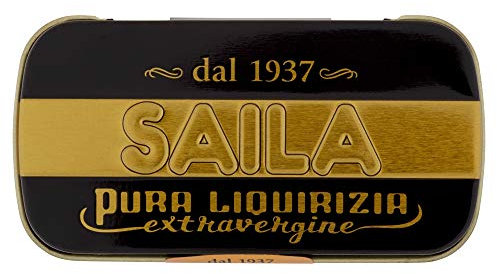 dal 1937
SAILA
PURA LIQUIRIZIA
extravergine
dal 1937